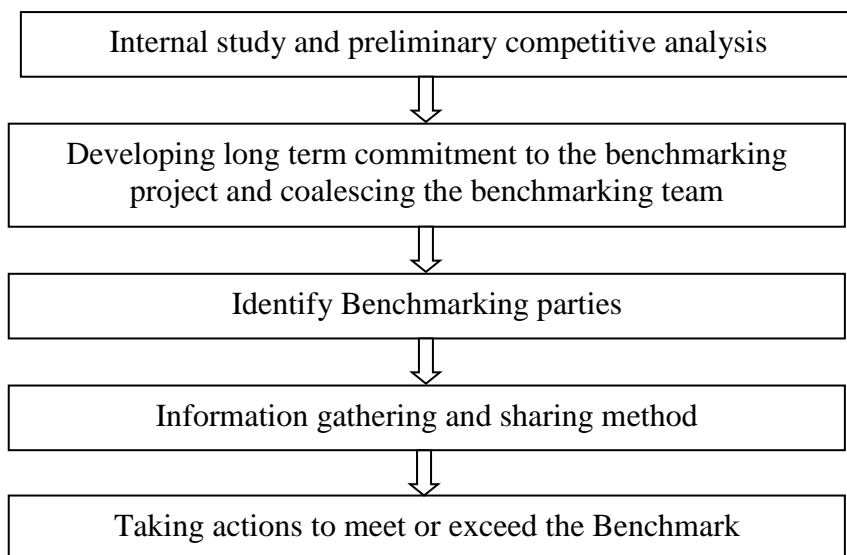 Internal study and preliminary competitive analysis
Developing long term commitment to the benchmarking
project and coalescing the benchmarking team
Identify Benchmarking parties
Information gathering and sharing method
Taking actions to meet or exceed the Benchmark